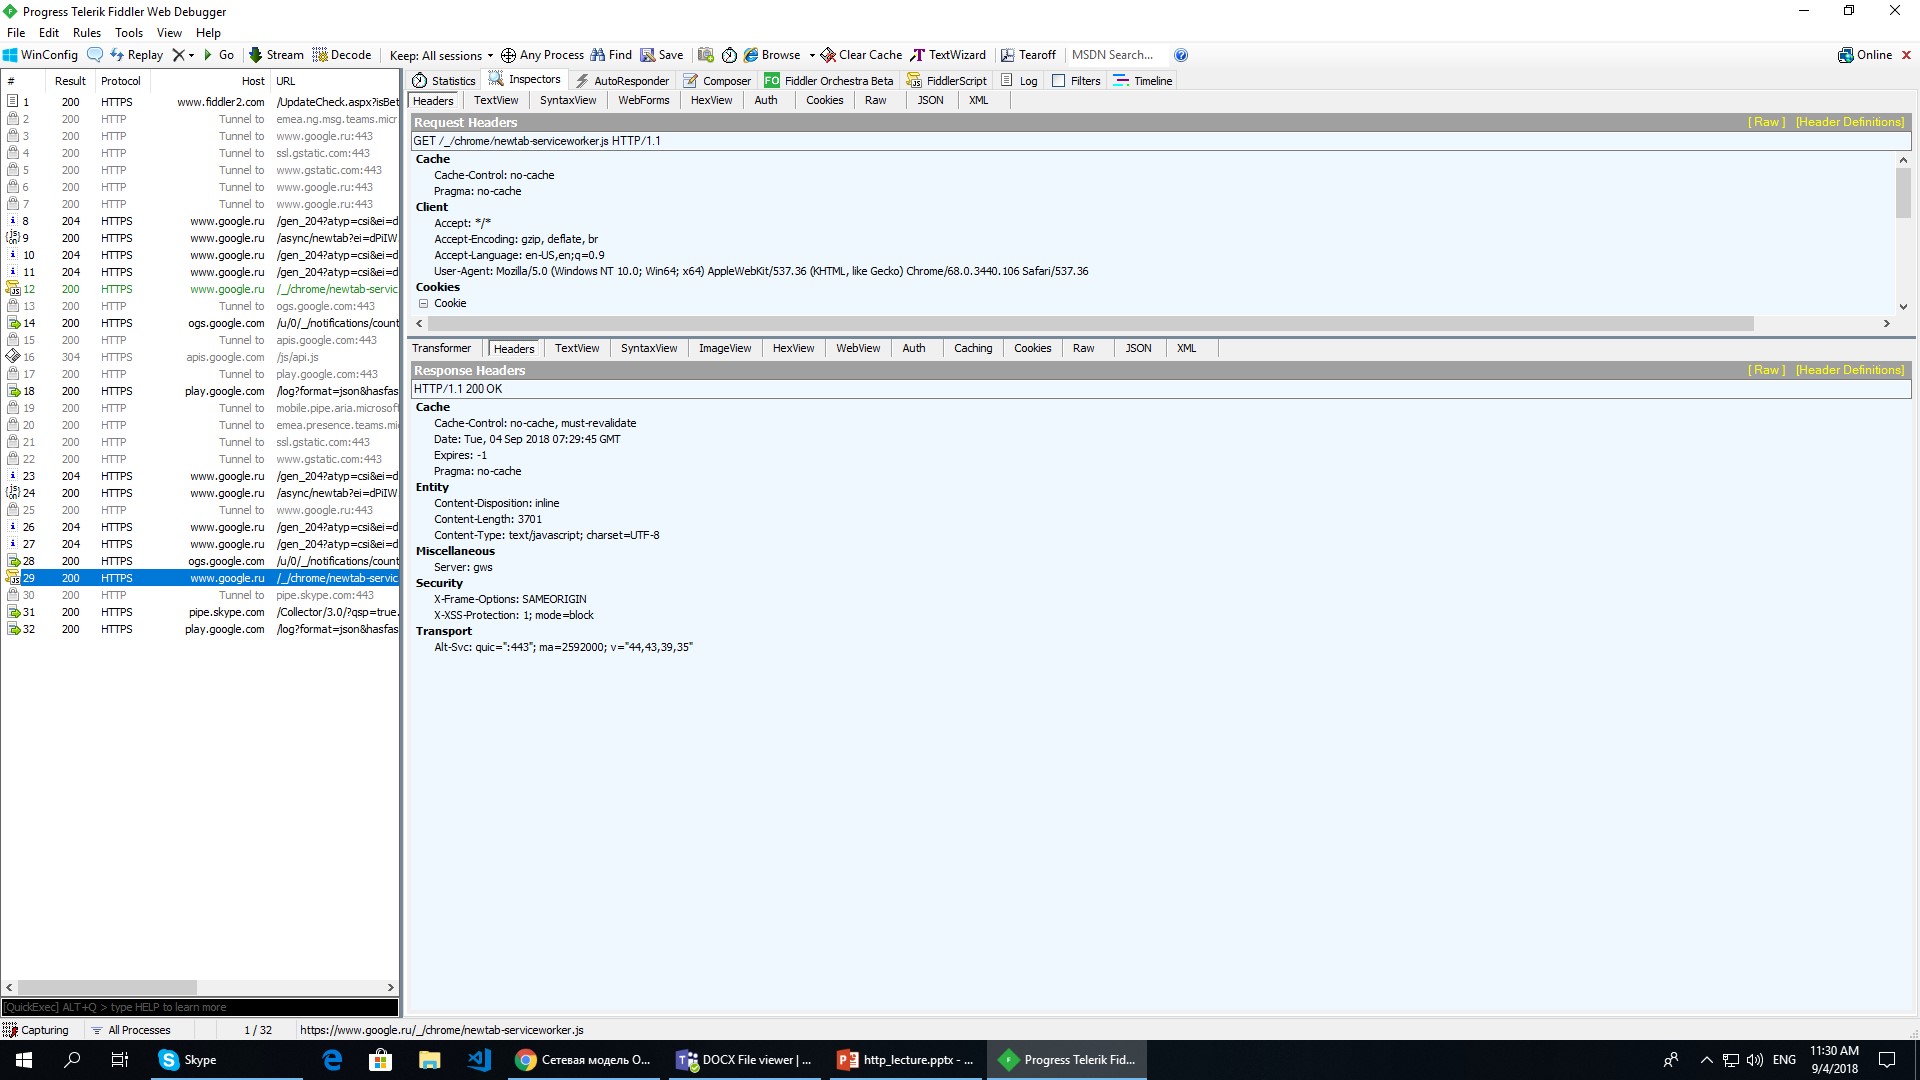 Progress Telerik Fiddler Web Debugger
File Edit Rules Tools View Help
WinConfig Replay Go Stream Decode Keep: All sessions Any Process Find Save Browse Clear Cache TextWizard Tearoff MSDN Search... Online
# Result Protocol Host URL
1 200 HTTPS www.fiddler2.com /UpdateCheck.aspx?isBet
2 200 HTTP Tunnel to emea.ng.msg.teams.micr
3 200 HTTP Tunnel to www.google.ru:443
4 200 HTTP Tunnel to ssl.gstatic.com:443
5 200 HTTP Tunnel to www.gstatic.com:443
6 200 HTTP Tunnel to www.google.ru:443
7 200 HTTP Tunnel to www.google.ru:443
8 204 HTTPS www.google.ru /gen_204?atyp=csi&ei=d
9 200 HTTPS www.google.ru /async/newtab?ei=dPiIW
10 204 HTTPS www.google.ru /gen_204?atyp=csi&ei=d
11 204 HTTPS www.google.ru /gen_204?atyp=csi&ei=d
12 200 HTTPS www.google.ru /_/chrome/newtab-servic
13 200 HTTP Tunnel to ogs.google.com:443
14 200 HTTPS ogs.google.com /u/0/_/notifications/count
15 200 HTTP Tunnel to apis.google.com:443
16 304 HTTPS apis.google.com /js/api.js
17 200 HTTP Tunnel to play.google.com:443
18 200 HTTPS play.google.com /log?format=json&hasfas
19 200 HTTP Tunnel to mobile.pipe.aria.microsoft
20 200 HTTP Tunnel to emea.presence.teams.mi
21 200 HTTP Tunnel to ssl.gstatic.com:443
22 200 HTTP Tunnel to www.gstatic.com:443
23 204 HTTPS www.google.ru /gen_204?atyp=csi&ei=d
24 200 HTTPS www.google.ru /async/newtab?ei=dPiIW
25 200 HTTP Tunnel to www.google.ru:443
26 204 HTTPS www.google.ru /gen_204?atyp=csi&ei=d
27 204 HTTPS www.google.ru /gen_204?atyp=csi&ei=d
28 200 HTTPS ogs.google.com /u/0/_/notifications/count
29 200 HTTPS www.google.ru /_/chrome/newtab-servic
30 200 HTTP Tunnel to pipe.skype.com:443
31 200 HTTPS pipe.skype.com /Collector/3.0/?qsp=true.
32 200 HTTPS play.google.com /log?format=json&hasfas
[QuickExec] ALT+Q > type HELP to learn more
Statistics Inspectors AutoResponder Composer FO Fiddler Orchestra Beta FiddlerScript Log Filters Timeline
Headers TextView SyntaxView WebForms HexView Auth Cookies Raw JSON XML
Request Headers [ Raw ] [Header Definitions]
GET /_/chrome/newtab-serviceworker.js HTTP/1.1
Cache
Cache-Control: no-cache
Pragma: no-cache
Client
Accept: */*
Accept-Encoding: gzip, deflate, br
Accept-Language: en-US,en;q=0.9
User-Agent: Mozilla/5.0 (Windows NT 10.0; Win64; x64) AppleWebKit/537.36 (KHTML, like Gecko) Chrome/68.0.3440.106 Safari/537.36
Cookies
Cookie
Transformer Headers TextView SyntaxView ImageView HexView WebView Auth Caching Cookies Raw JSON XML
Response Headers [ Raw ] [Header Definitions]
HTTP/1.1 200 OK
Cache
Cache-Control: no-cache, must-revalidate
Date: Tue, 04 Sep 2018 07:29:45 GMT
Expires: -1
Pragma: no-cache
Entity
Content-Disposition: inline
Content-Length: 3701
Content-Type: text/javascript; charset=UTF-8
Miscellaneous
Server: gws
Security
X-Frame-Options: SAMEORIGIN
X-XSS-Protection: 1; mode=block
Transport
Alt-Svc: quic=":443"; ma=2592000; v="44,43,39,35"
Capturing All Processes 1 / 32 https://www.google.ru/_/chrome/newtab-serviceworker.js
Skype Сетевая модель O... DOCX File viewer | ... http_lecture.pptx - ... Progress Telerik Fid... ENG 11:30 AM
9/4/2018